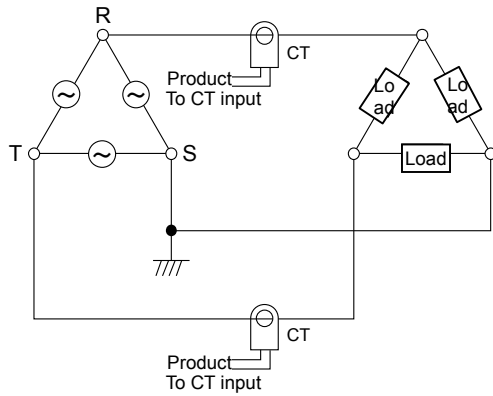 R
CT
Product
To CT input
Lo
ad
Lo
ad
T
S
Load
CT
Product
To CT input